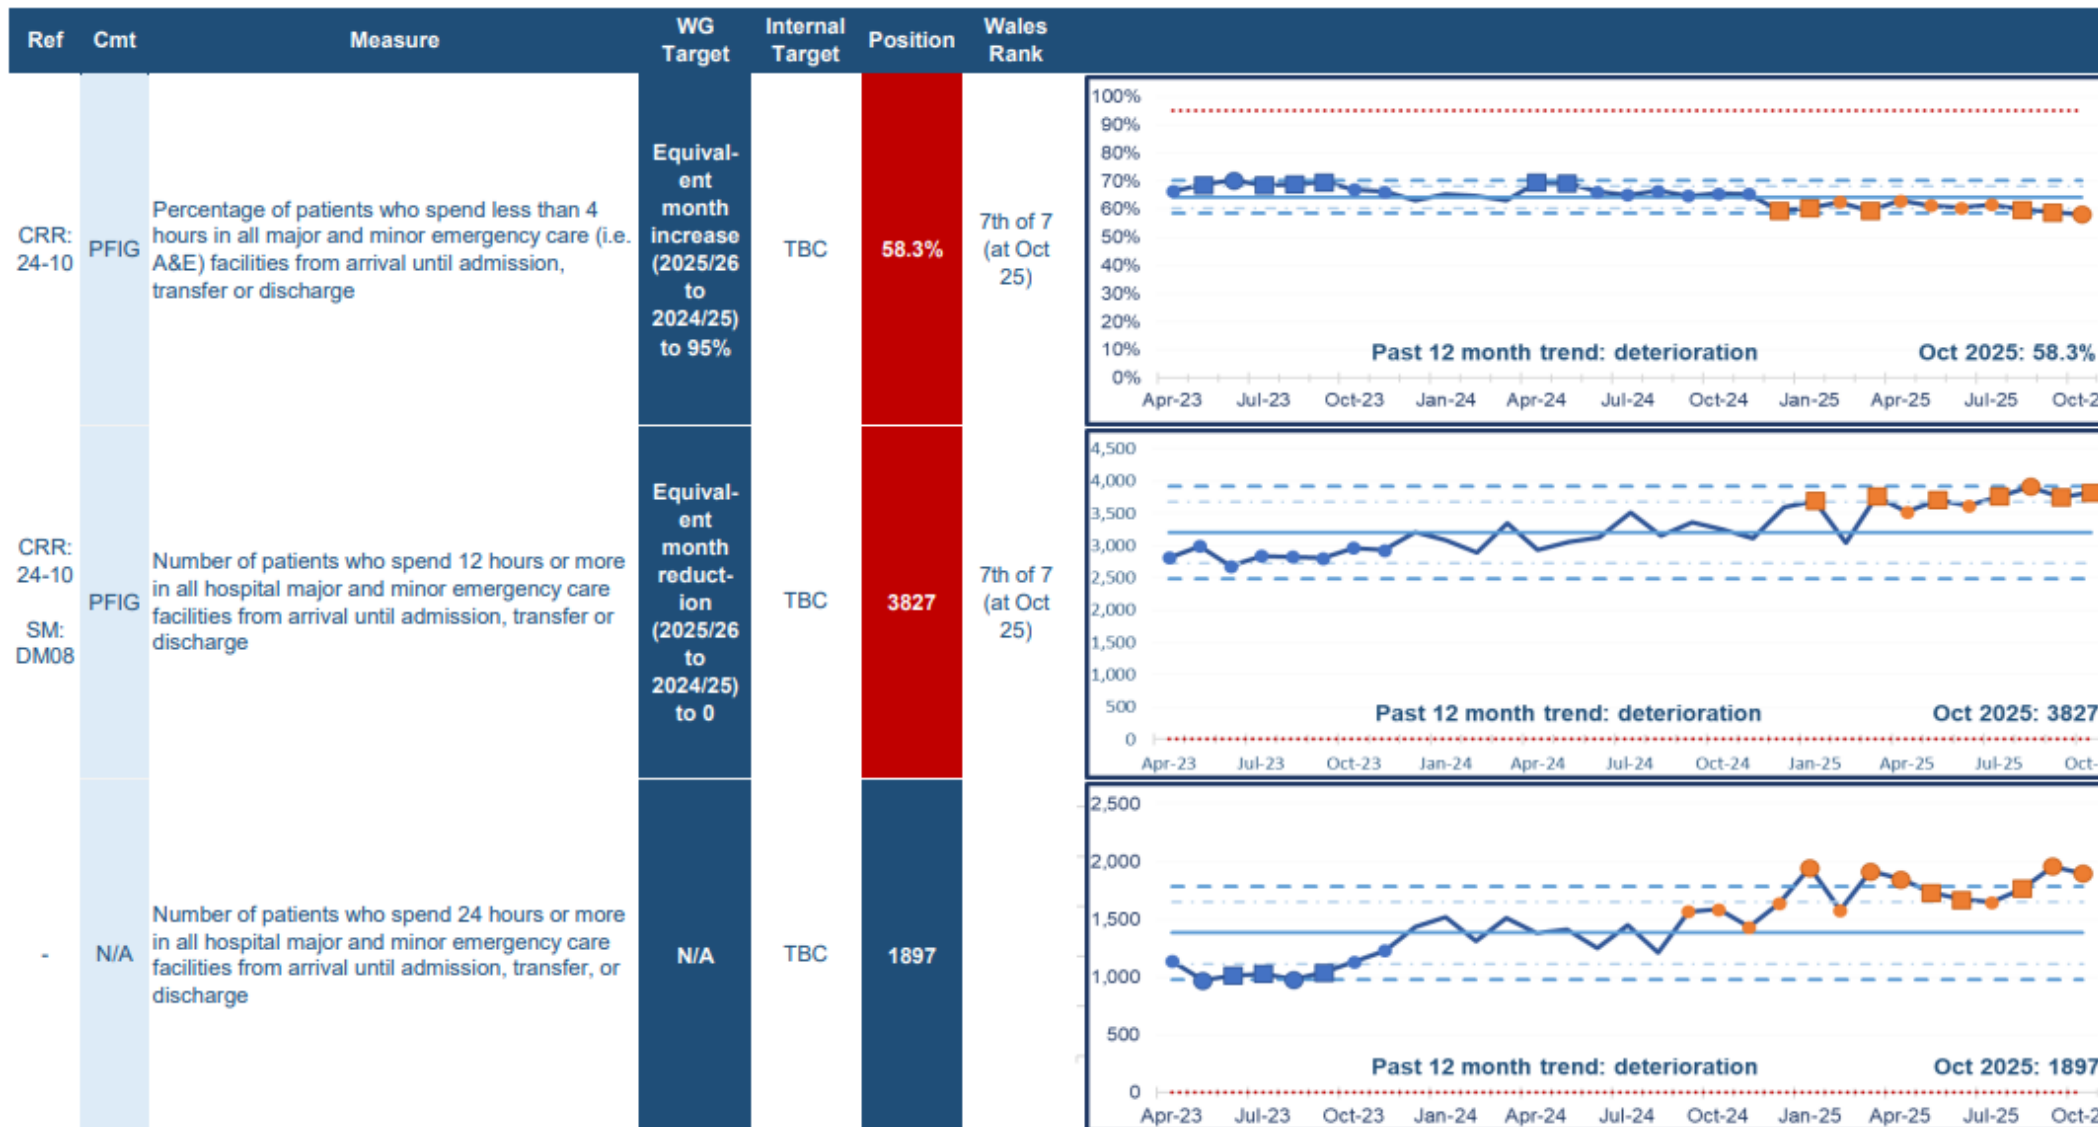 Ref Cmt Measure WG Target Internal Target Position Wales Rank
CRR:
24-10
PFIG
Percentage of patients who spend less than 4
hours in all major and minor emergency care (i.e.
A&E) facilities from arrival until admission,
transfer or discharge
Equival-
ent
month
increase
(2025/26
to
2024/25)
to 95%
TBC
58.3%
7th of 7
(at Oct
25)
100%
90%
80%
70%
60%
50%
40%
30%
20%
10%
0%
Past 12 month trend: deterioration Oct 2025: 58.3%
Apr-23 Jul-23 Oct-23 Jan-24 Apr-24 Jul-24 Oct-24 Jan-25 Apr-25 Jul-25 Oct-2
CRR:
24-10
SM:
DM08
PFIG
Number of patients who spend 12 hours or more
in all hospital major and minor emergency care
facilities from arrival until admission, transfer or
discharge
Equival-
ent
month
reduct-
ion
(2025/26
to
2024/25)
to 0
TBC
3827
7th of 7
(at Oct
25)
4,500
4,000
3,500
3,000
2,500
2,000
1,500
1,000
500
0
Past 12 month trend: deterioration Oct 2025: 3827
Apr-23 Jul-23 Oct-23 Jan-24 Apr-24 Jul-24 Oct-24 Jan-25 Apr-25 Jul-25 Oct-
-
N/A
Number of patients who spend 24 hours or more
in all hospital major and minor emergency care
facilities from arrival until admission, transfer, or
discharge
N/A
TBC
1897
2,500
2,000
1,500
1,000
500
0
Past 12 month trend: deterioration Oct 2025: 1897
Apr-23 Jul-23 Oct-23 Jan-24 Apr-24 Jul-24 Oct-24 Jan-25 Apr-25 Jul-25 Oct-2